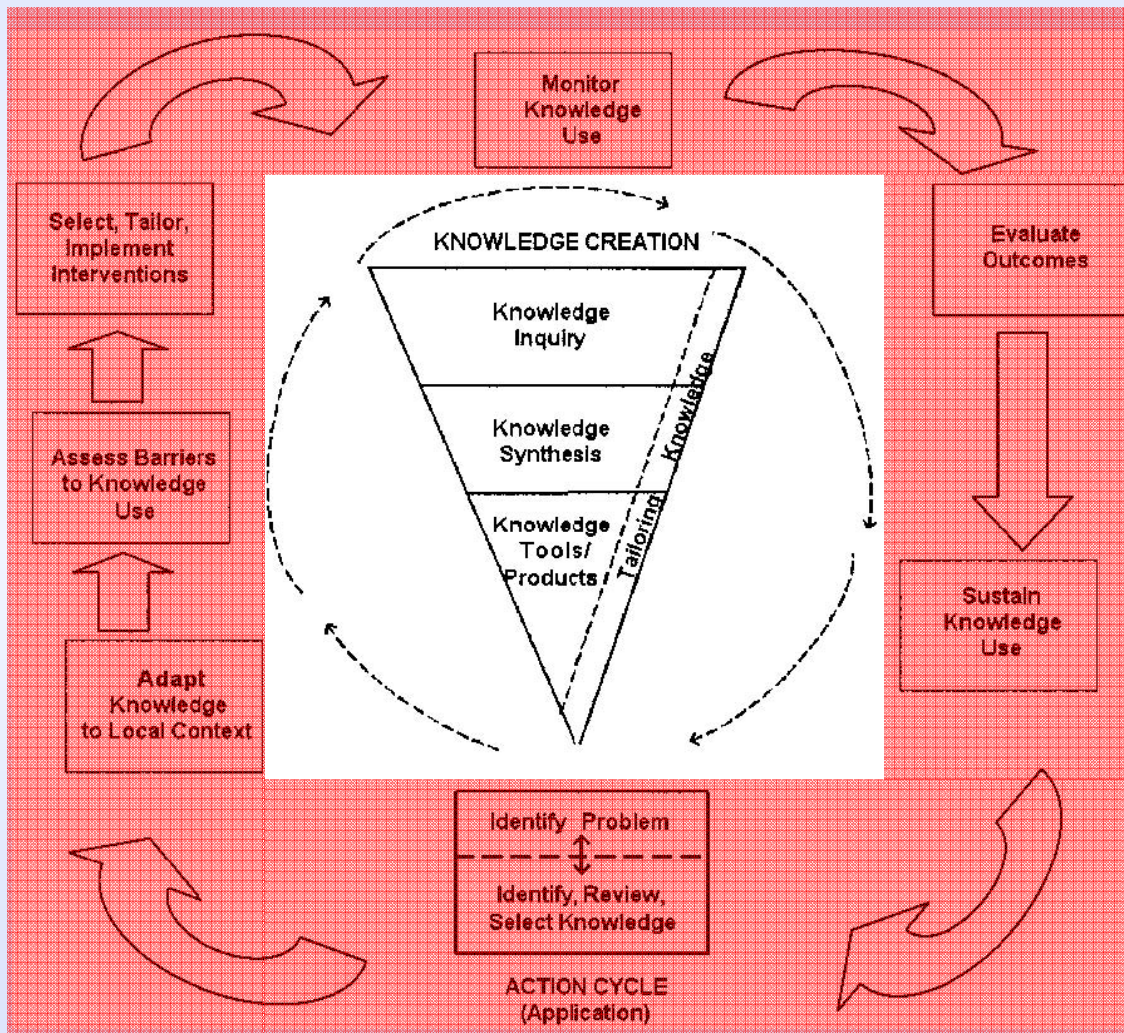 Monitor
Knowledge
Use
Select, Tailor,
Implement
Interventions
Evaluate
Outcomes
KNOWLEDGE CREATION
Knowledge
Inquiry
Knowledge
Synthesis
Knowledge
Tools/
Products
Tailoring Knowledge
Assess Barriers
to Knowledge
Use
Sustain
Knowledge
Use
Adapt
Knowledge
to Local Context
Identify Problem
Identify, Review,
Select Knowledge
ACTION CYCLE
(Application)